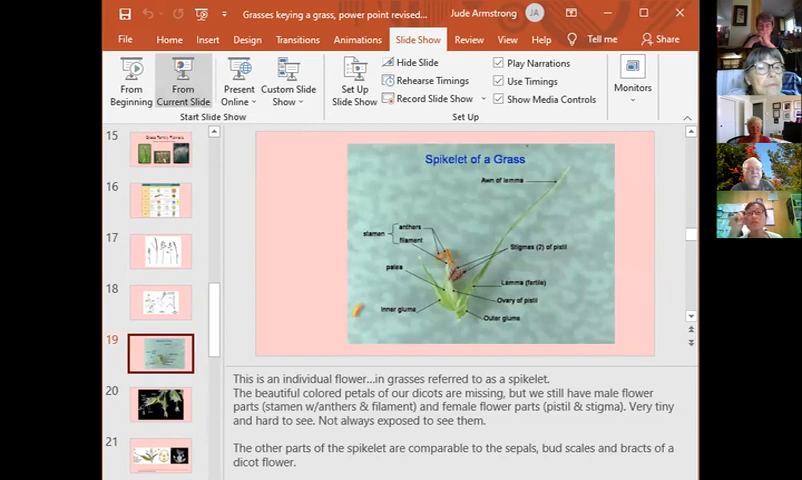 Grasses keying a grass, power point revised...
Jude Armstrong
JA
File
Home
Insert
Design
Transitions
Animations
Slide Show
Review
View
Help
Tell me
Share
From
Beginning
From
Current Slide
Present
Online
Custom Slide
Show
Set Up
Slide Show
Hide Slide
Rehearse Timings
Record Slide Show
Play Narrations
Use Timings
Show Media Controls
Monitors
Start Slide Show
Set Up
15
Grass Family Flowers
16
17
18
19
20
21
Spikelet of a Grass
Awn of lemma
stamen
anthers
filament
Stigmas (2) of pistil
palea
Lemma (fertile)
Ovary of pistil
Inner glume
Outer glume
This is an individual flower...in grasses referred to as a spikelet.
The beautiful colored petals of our dicots are missing, but we still have male flower
parts (stamen w/anthers & filament) and female flower parts (pistil & stigma). Very tiny
and hard to see. Not always exposed to see them.
The other parts of the spikelet are comparable to the sepals, bud scales and bracts of a
dicot flower.